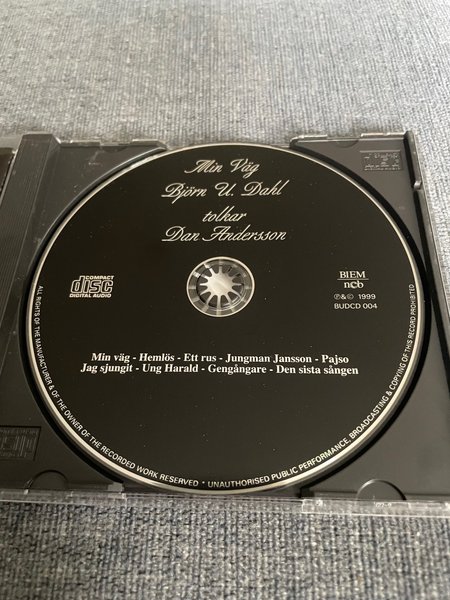 Min Väg
Björn U. Dahl
tolkar
Dan Andersson
COMPACT
disc
DIGITAL AUDIO
BIEM
ncb
℗&© 1999
BUDCD 004
Min väg - Hemlös - Ett rus - Jungman Jansson - Pajso
Jag sjungit - Ung Harald - Gengångare - Den sista sången
ALL RIGHTS OF THE MANUFACTURER & OF THE OWNER OF THE RECORDED WORK RESERVED * UNAUTHORISED PUBLIC PERFORMANCE, BROADCASTING & COPYING OF THIS RECORD PROHIBITED